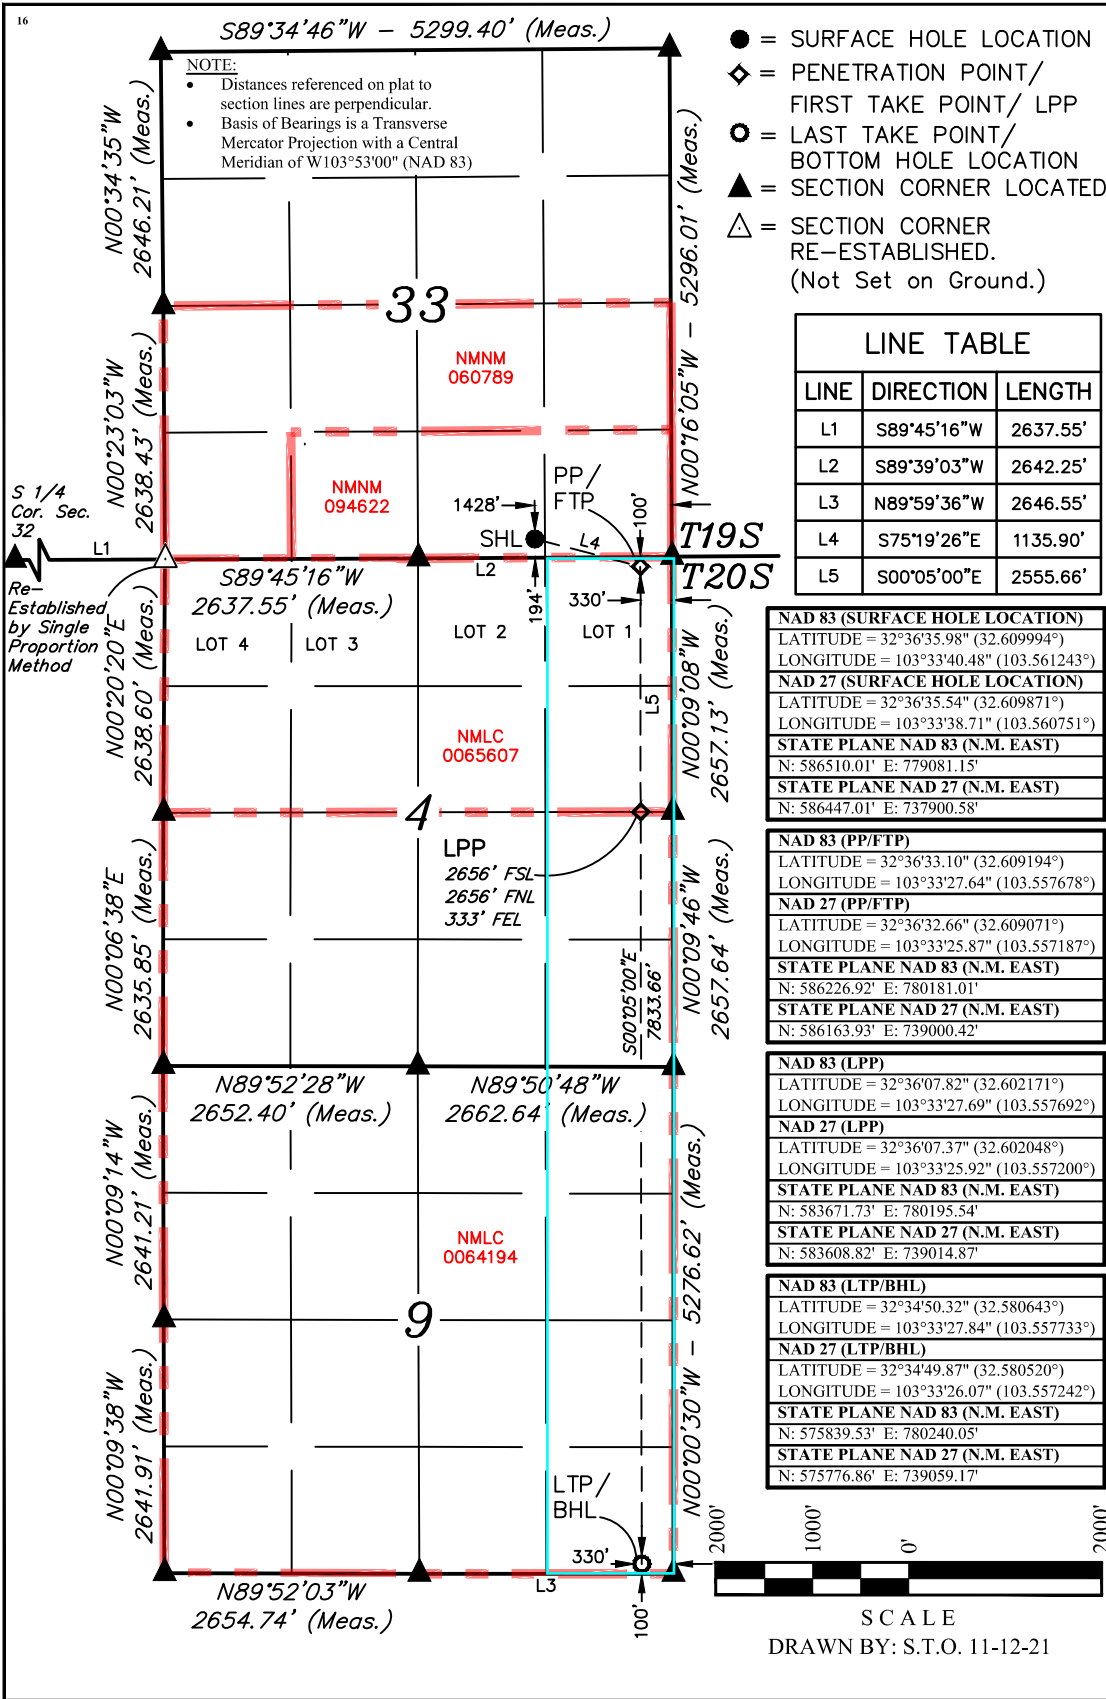 16
S89°34'46"W - 5299.40' (Meas.)
NOTE:
• Distances referenced on plat to
section lines are perpendicular.
• Basis of Bearings is a Transverse
Mercator Projection with a Central
Meridian of W103°53'00" (NAD 83)
= SURFACE HOLE LOCATION
= PENETRATION POINT/
FIRST TAKE POINT/ LPP
= LAST TAKE POINT/
BOTTOM HOLE LOCATION
= SECTION CORNER LOCATED
= SECTION CORNER
RE-ESTABLISHED.
(Not Set on Ground.)
N00°34'35"W
2646.21' (Meas.)
N00°16'05"W - 5296.01' (Meas.)
33
NMNM
060789
N00°23'03"W
2638.43' (Meas.)
NMNM
094622
1428'
PP/
FTP
100'
SHL
L4
S 1/4
Cor. Sec.
32
L1
L2
T19S
T20S
Re-
Established
by Single
Proportion
Method
S89°45'16"W
2637.55' (Meas.)
194'
330'
LOT 4
LOT 3
LOT 2
LOT 1
N00°20'20"E
2638.60' (Meas.)
L5
N00°09'08"W
2657.13' (Meas.)
NMLC
0065607
4
LPP
2656' FSL
2656' FNL
333' FEL
N00°06'38"E
2635.85' (Meas.)
S00°05'00"E
7833.66'
N00°09'46"W
2657.64' (Meas.)
N89°52'28"W
2652.40' (Meas.)
N89°50'48"W
2662.64' (Meas.)
N00°09'14"W
2641.21' (Meas.)
NMLC
0064194
N00°00'30"W - 5276.62' (Meas.)
9
N00°09'38"W
2641.91' (Meas.)
LTP/
BHL
330'
L3
100'
N89°52'03"W
2654.74' (Meas.)
LINE TABLE
LINE DIRECTION LENGTH
L1 S89°45'16"W 2637.55'
L2 S89°39'03"W 2642.25'
L3 N89°59'36"W 2646.55'
L4 S75°19'26"E 1135.90'
L5 S00°05'00"E 2555.66'
NAD 83 (SURFACE HOLE LOCATION)
LATITUDE = 32°36'35.98" (32.609994°)
LONGITUDE = 103°33'40.48" (103.561243°)
NAD 27 (SURFACE HOLE LOCATION)
LATITUDE = 32°36'35.54" (32.609871°)
LONGITUDE = 103°33'38.71" (103.560751°)
STATE PLANE NAD 83 (N.M. EAST)
N: 586510.01' E: 779081.15'
STATE PLANE NAD 27 (N.M. EAST)
N: 586447.01' E: 737900.58'
NAD 83 (PP/FTP)
LATITUDE = 32°36'33.10" (32.609194°)
LONGITUDE = 103°33'27.64" (103.557678°)
NAD 27 (PP/FTP)
LATITUDE = 32°36'32.66" (32.609071°)
LONGITUDE = 103°33'25.87" (103.557187°)
STATE PLANE NAD 83 (N.M. EAST)
N: 586226.92' E: 780181.01'
STATE PLANE NAD 27 (N.M. EAST)
N: 586163.93' E: 739000.42'
NAD 83 (LPP)
LATITUDE = 32°36'07.82" (32.602171°)
LONGITUDE = 103°33'27.69" (103.557692°)
NAD 27 (LPP)
LATITUDE = 32°36'07.37" (32.602048°)
LONGITUDE = 103°33'25.92" (103.557200°)
STATE PLANE NAD 83 (N.M. EAST)
N: 583671.73' E: 780195.54'
STATE PLANE NAD 27 (N.M. EAST)
N: 583608.82' E: 739014.87'
NAD 83 (LTP/BHL)
LATITUDE = 32°34'50.32" (32.580643°)
LONGITUDE = 103°33'27.84" (103.557733°)
NAD 27 (LTP/BHL)
LATITUDE = 32°34'49.87" (32.580520°)
LONGITUDE = 103°33'26.07" (103.557242°)
STATE PLANE NAD 83 (N.M. EAST)
N: 575839.53' E: 780240.05'
STATE PLANE NAD 27 (N.M. EAST)
N: 575776.86' E: 739059.17'
2000' 1000' 0' 2000'
SCALE
DRAWN BY: S.T.O. 11-12-21